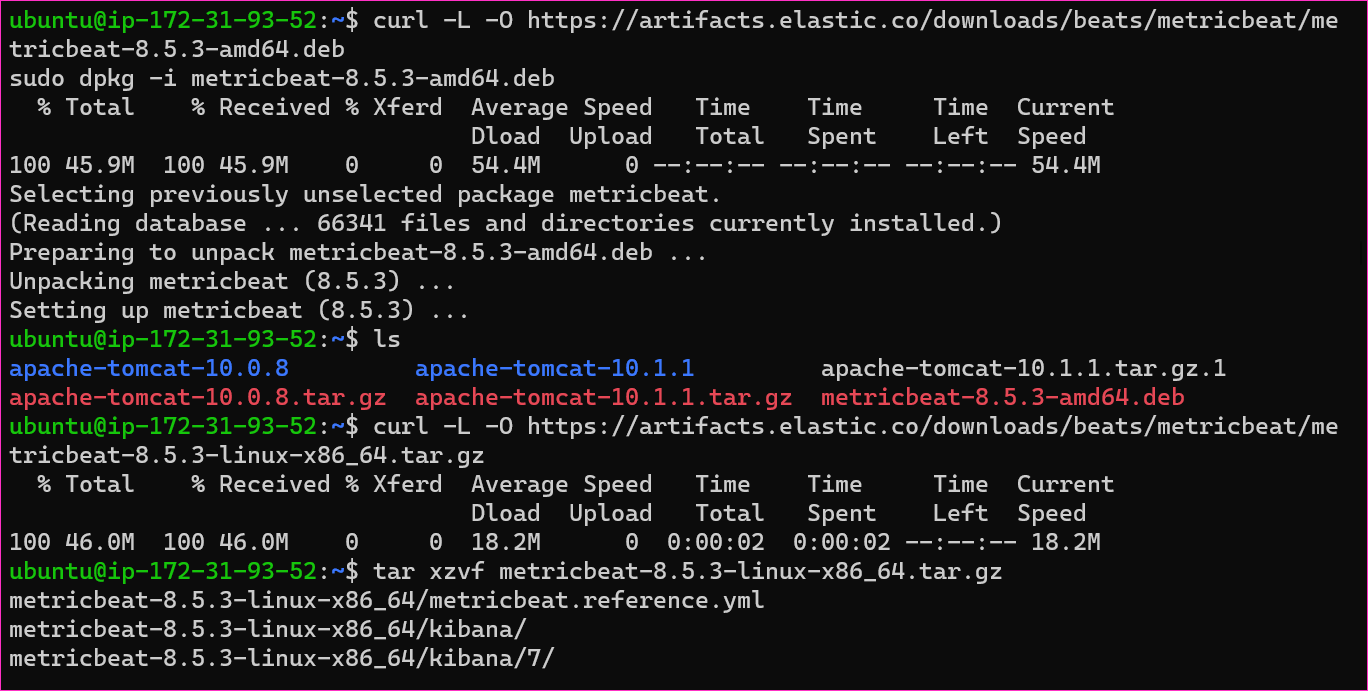 ubuntu@ip-172-31-93-52:~$ curl -L -O https://artifacts.elastic.co/downloads/beats/metricbeat/me
tricbeat-8.5.3-amd64.deb
sudo dpkg -i metricbeat-8.5.3-amd64.deb
  % Total    % Received % Xferd  Average Speed   Time    Time     Time  Current
                                 Dload  Upload   Total   Spent    Left  Speed
100 45.9M  100 45.9M    0     0  54.4M      0 --:--:-- --:--:-- --:--:-- 54.4M
Selecting previously unselected package metricbeat.
(Reading database ... 66341 files and directories currently installed.)
Preparing to unpack metricbeat-8.5.3-amd64.deb ...
Unpacking metricbeat (8.5.3) ...
Setting up metricbeat (8.5.3) ...
ubuntu@ip-172-31-93-52:~$ ls
apache-tomcat-10.0.8         apache-tomcat-10.1.1         apache-tomcat-10.1.1.tar.gz.1
apache-tomcat-10.0.8.tar.gz  apache-tomcat-10.1.1.tar.gz  metricbeat-8.5.3-amd64.deb
ubuntu@ip-172-31-93-52:~$ curl -L -O https://artifacts.elastic.co/downloads/beats/metricbeat/me
tricbeat-8.5.3-linux-x86_64.tar.gz
  % Total    % Received % Xferd  Average Speed   Time    Time     Time  Current
                                 Dload  Upload   Total   Spent    Left  Speed
100 46.0M  100 46.0M    0     0  18.2M      0  0:00:02  0:00:02 --:--:-- 18.2M
ubuntu@ip-172-31-93-52:~$ tar xzvf metricbeat-8.5.3-linux-x86_64.tar.gz
metricbeat-8.5.3-linux-x86_64/metricbeat.reference.yml
metricbeat-8.5.3-linux-x86_64/kibana/
metricbeat-8.5.3-linux-x86_64/kibana/7/